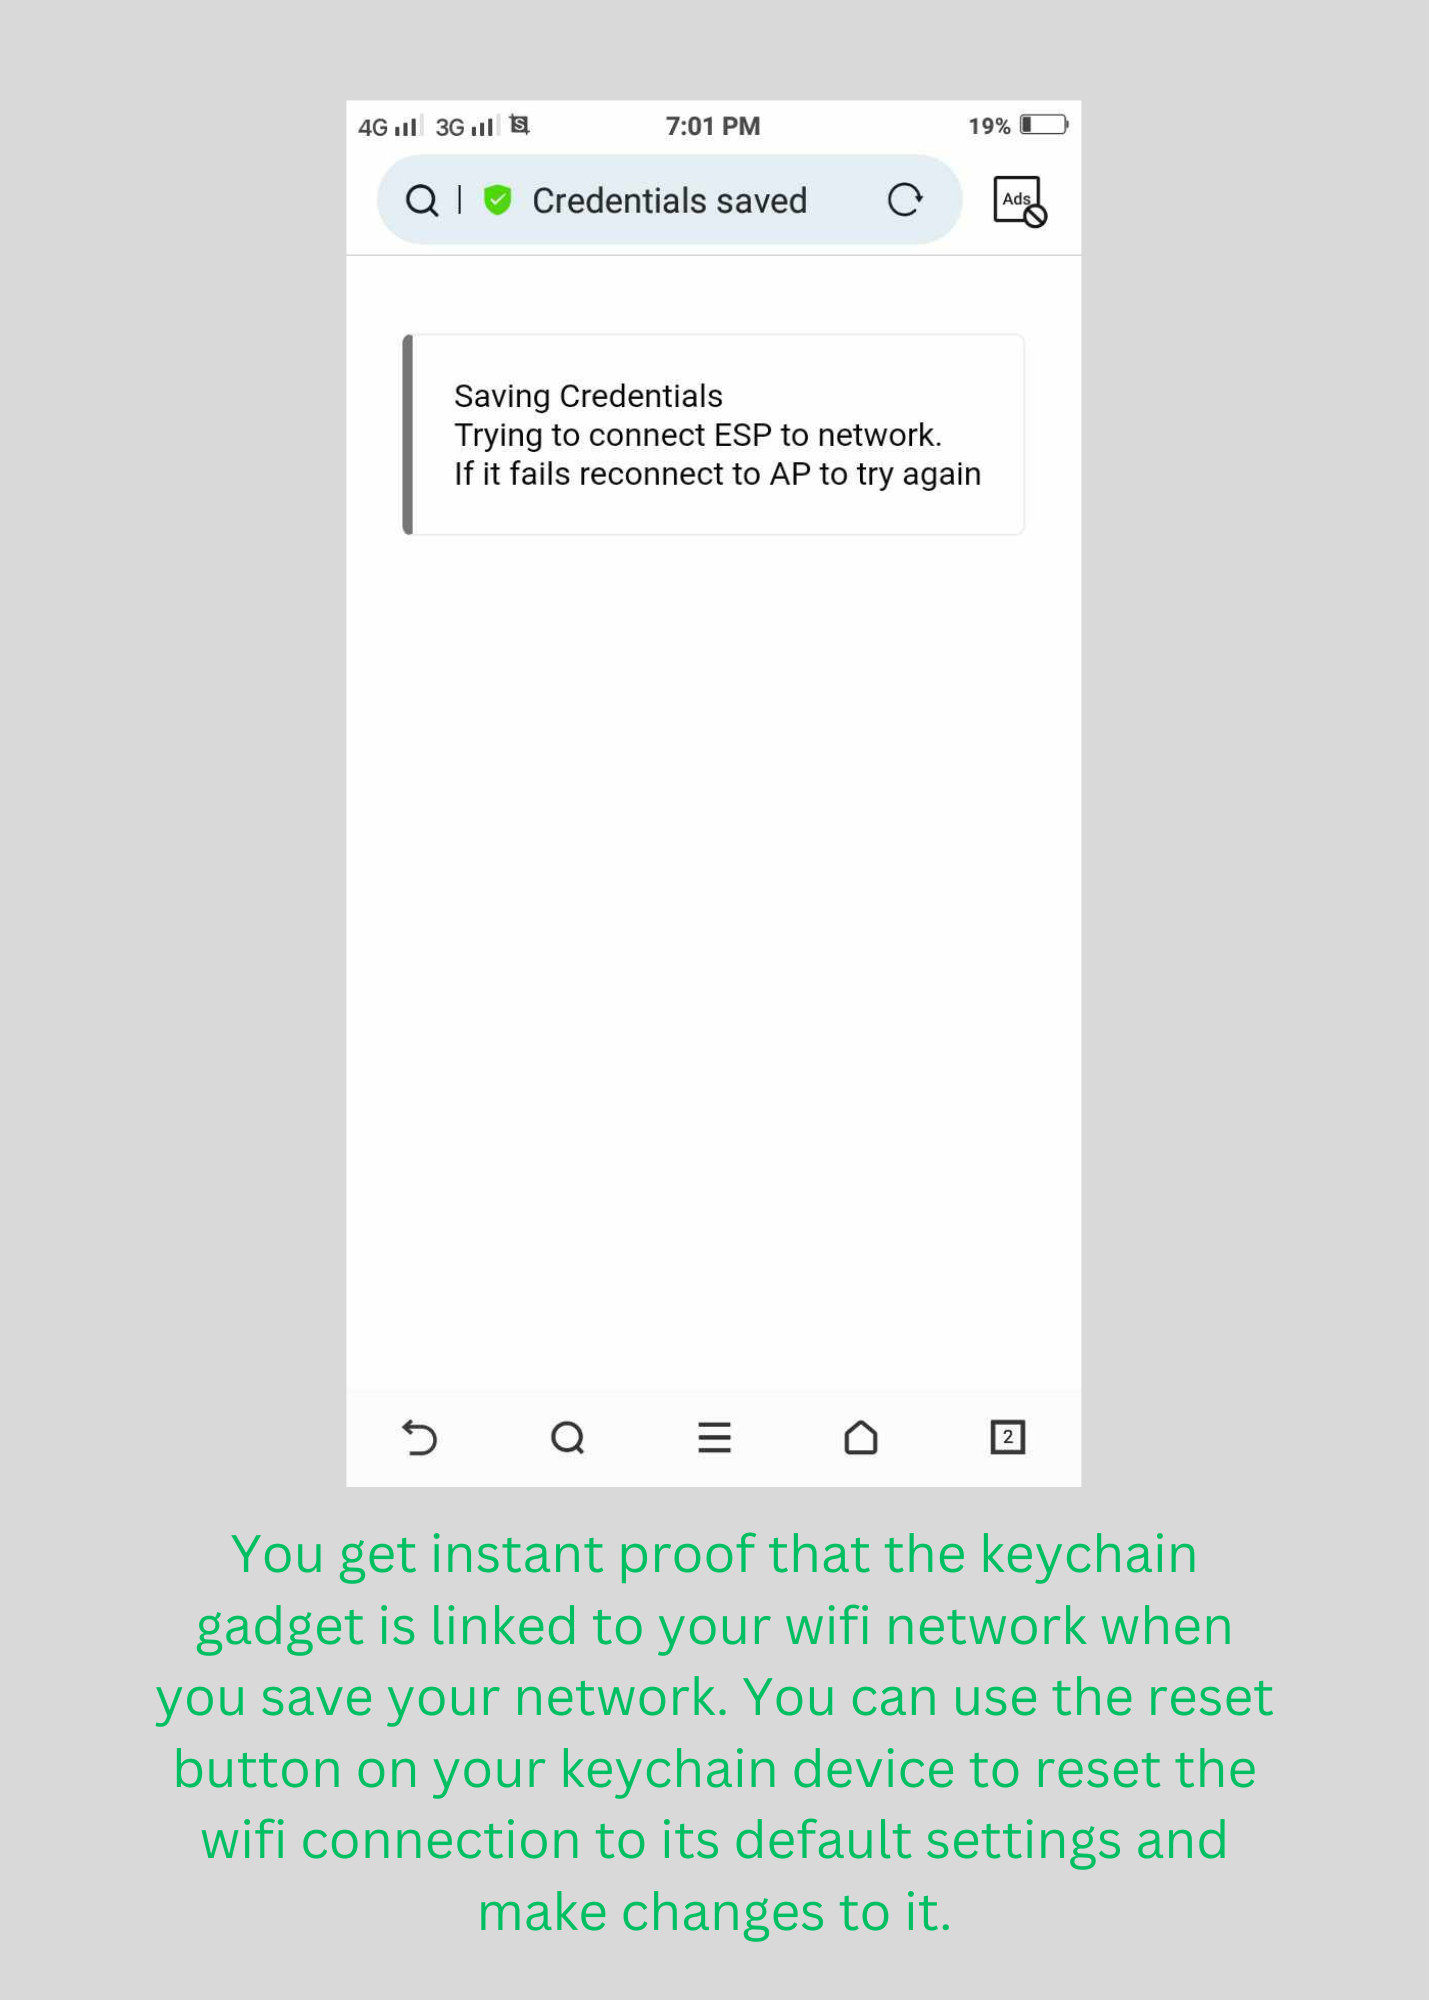 4G 3G 7:01 PM 19%
Credentials saved
Ads
Saving Credentials
Trying to connect ESP to network.
If it fails reconnect to AP to try again
2
You get instant proof that the keychain
gadget is linked to your wifi network when
you save your network. You can use the reset
button on your keychain device to reset the
wifi connection to its default settings and
make changes to it.